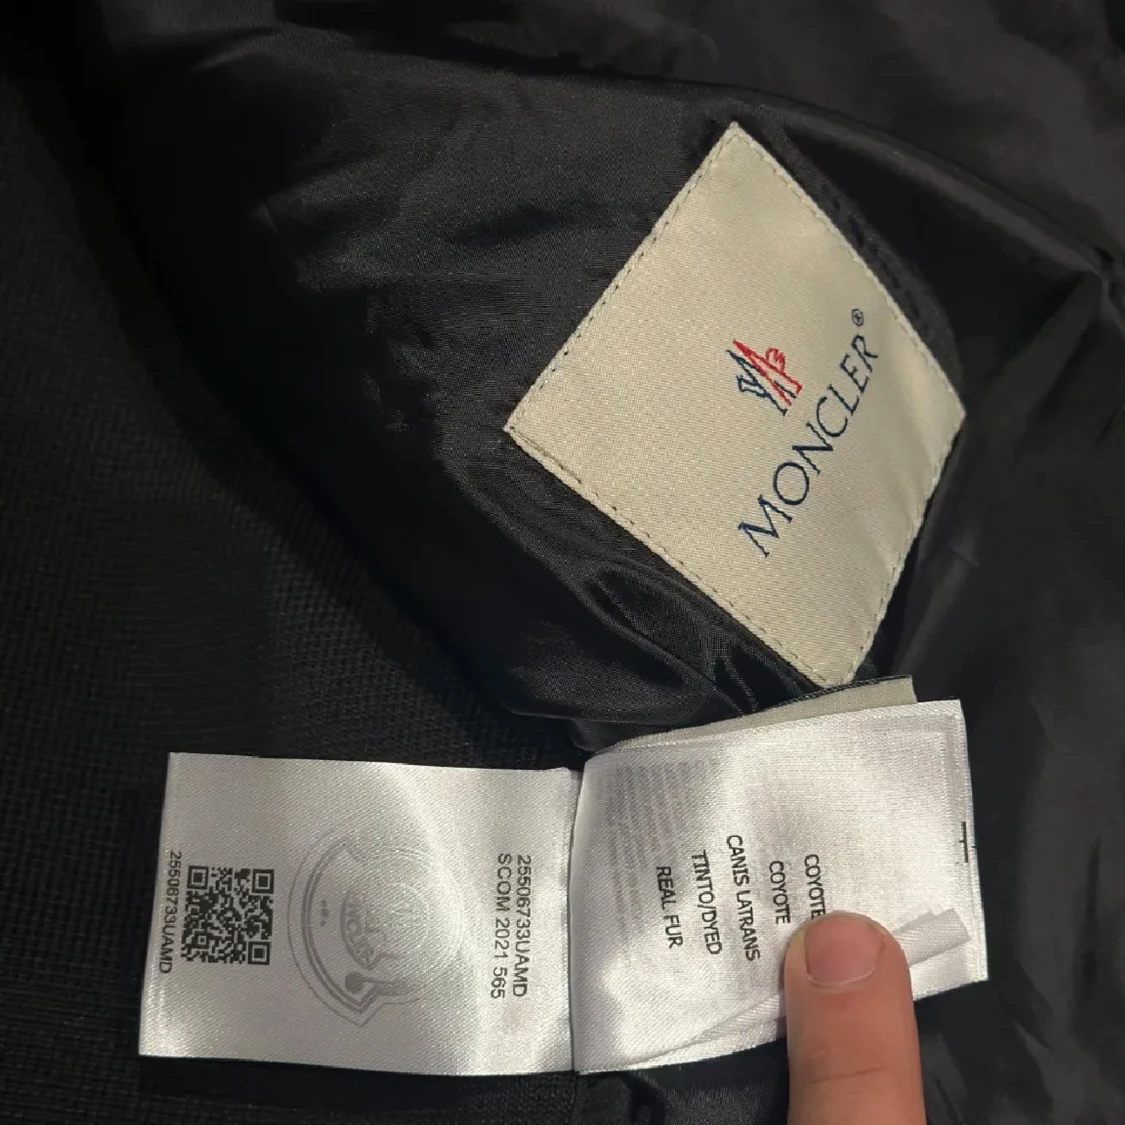 MONCLER®
25506733UAMD
25506733UAMD
SCOM 2021 565
COYOTE
COYOTE
CANIS LATRANS
TINTO/DYED
REAL FUR